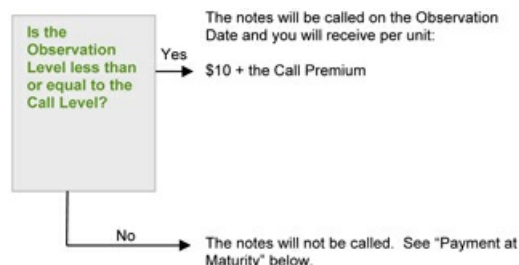 Is the
Observation
Level less than
or equal to the
Call Level?
Yes
The notes will be called on the Observation
Date and you will receive per unit:
$10 + the Call Premium
No
The notes will not be called. See “Payment at
Maturity” below.